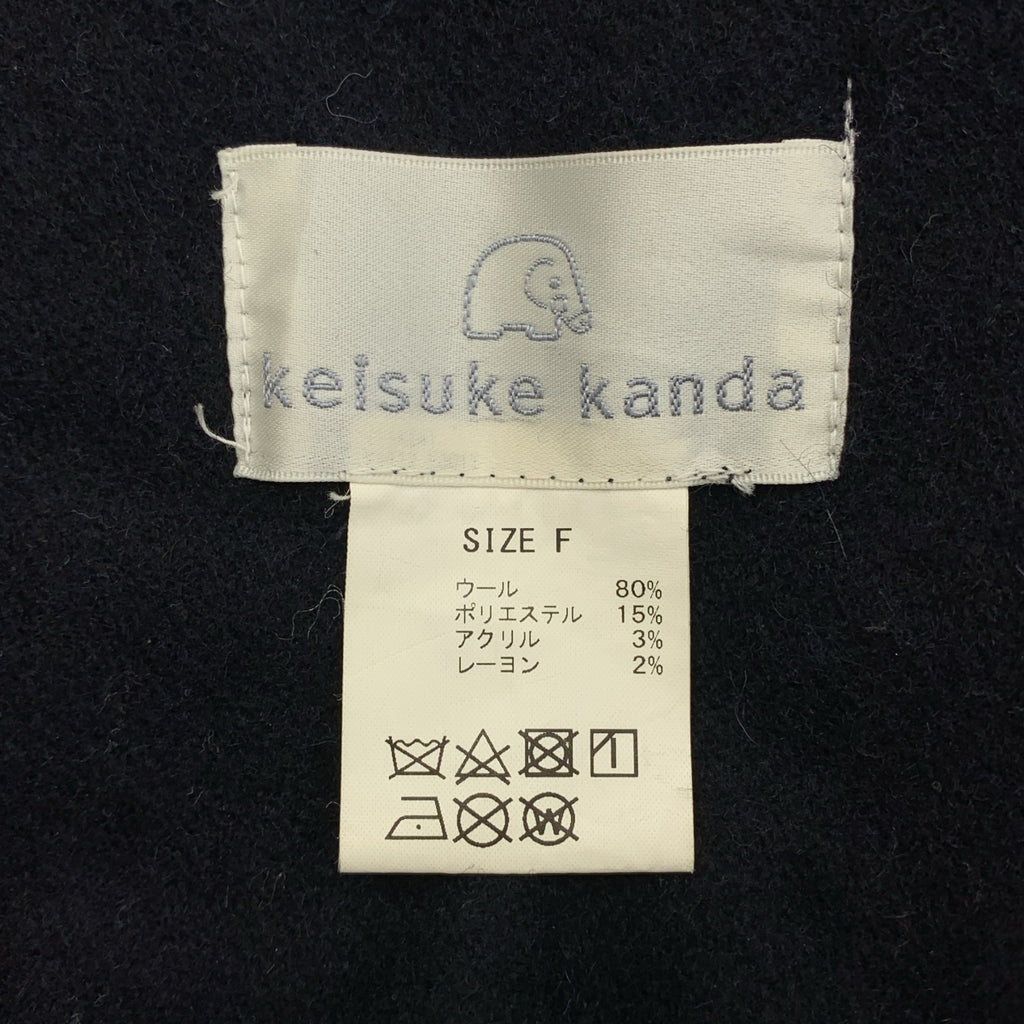 keisuke kanda
SIZE F
ウール 80%
ポリエステル 15%
アクリル 3%
レーヨン 2%
W